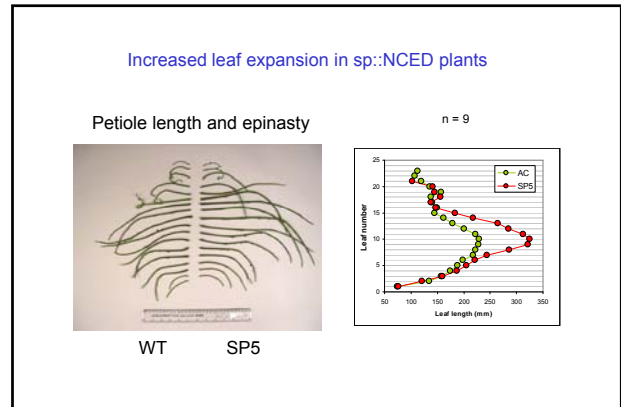 Increased leaf expansion in sp::NCED plants
Petiole length and epinasty
n = 9
WT SP5
25
20
15
10
5
0
Leaf number
AC
SP5
50 100 150 200 250 300 350
Leaf length (mm)